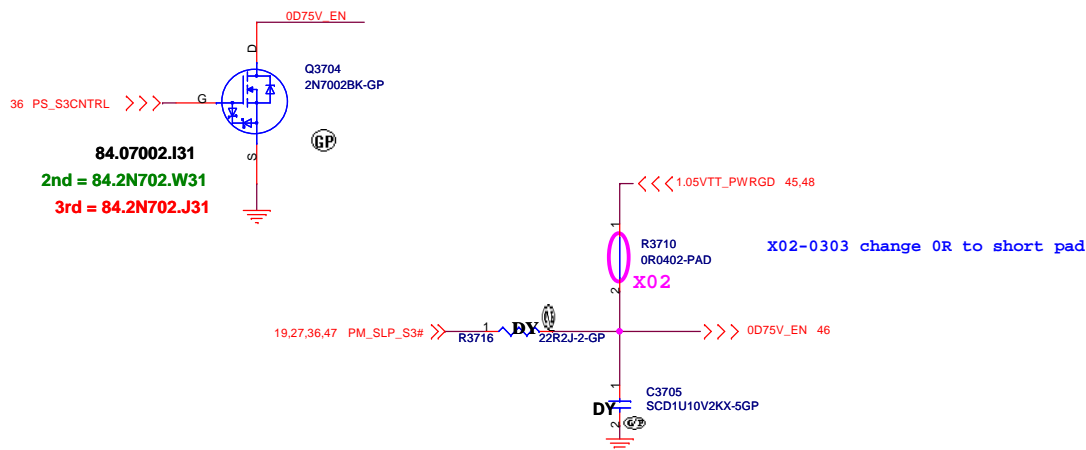 0D75V_EN
D
Q3704
2N7002BK-GP
36 PS_S3CNTRL
G
GP
S
84.07002.I31
2nd = 84.2N702.W31
3rd = 84.2N702.J31
1.05VTT_PWRGD 45,48
1
R3710
0R0402-PAD
X02-0303 change 0R to short pad
X02
2
19,27,36,47 PM_SLP_S3#
1
DY
R3716
22R2J-2-GP
0D75V_EN 46
1
C3705
SCD1U10V2KX-5GP
DY
2